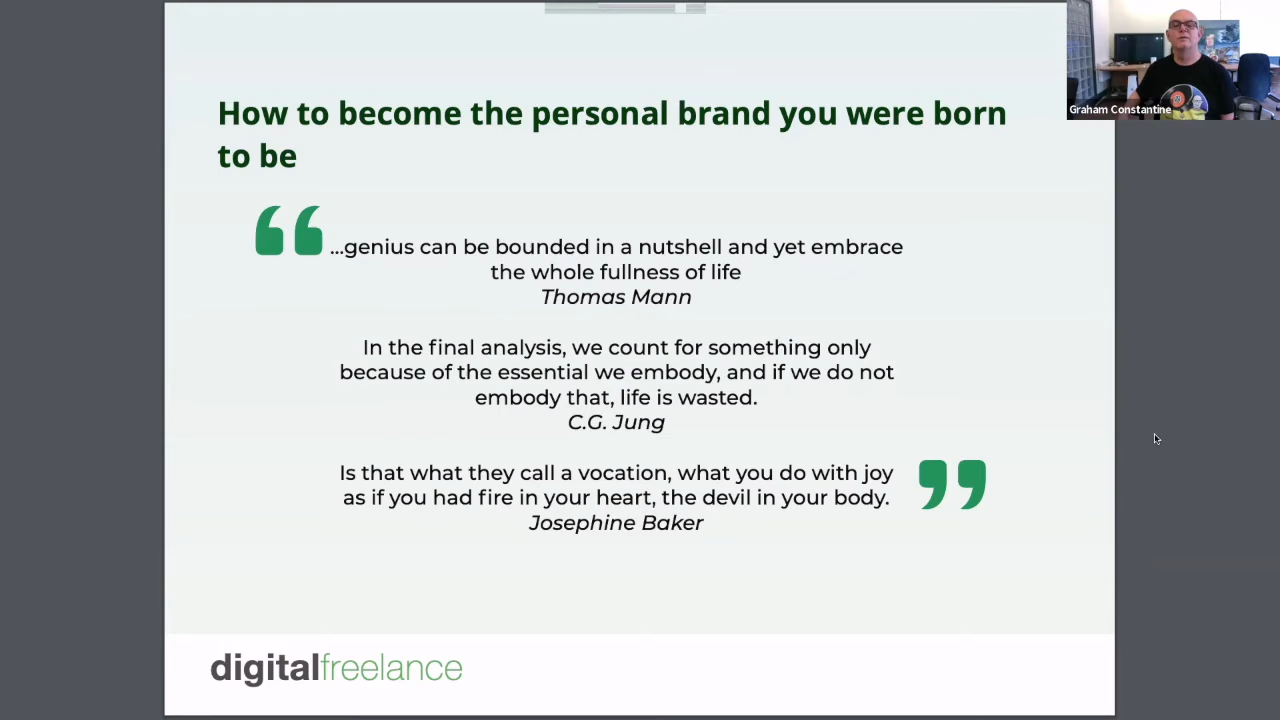 How to become the personal brand you were born
to be
...genius can be bounded in a nutshell and yet embrace
the whole fullness of life
Thomas Mann
In the final analysis, we count for something only
because of the essential we embody, and if we do not
embody that, life is wasted.
C.G. Jung
Is that what they call a vocation, what you do with joy
as if you had fire in your heart, the devil in your body.
Josephine Baker
digitalfreelance
Graham Constantine